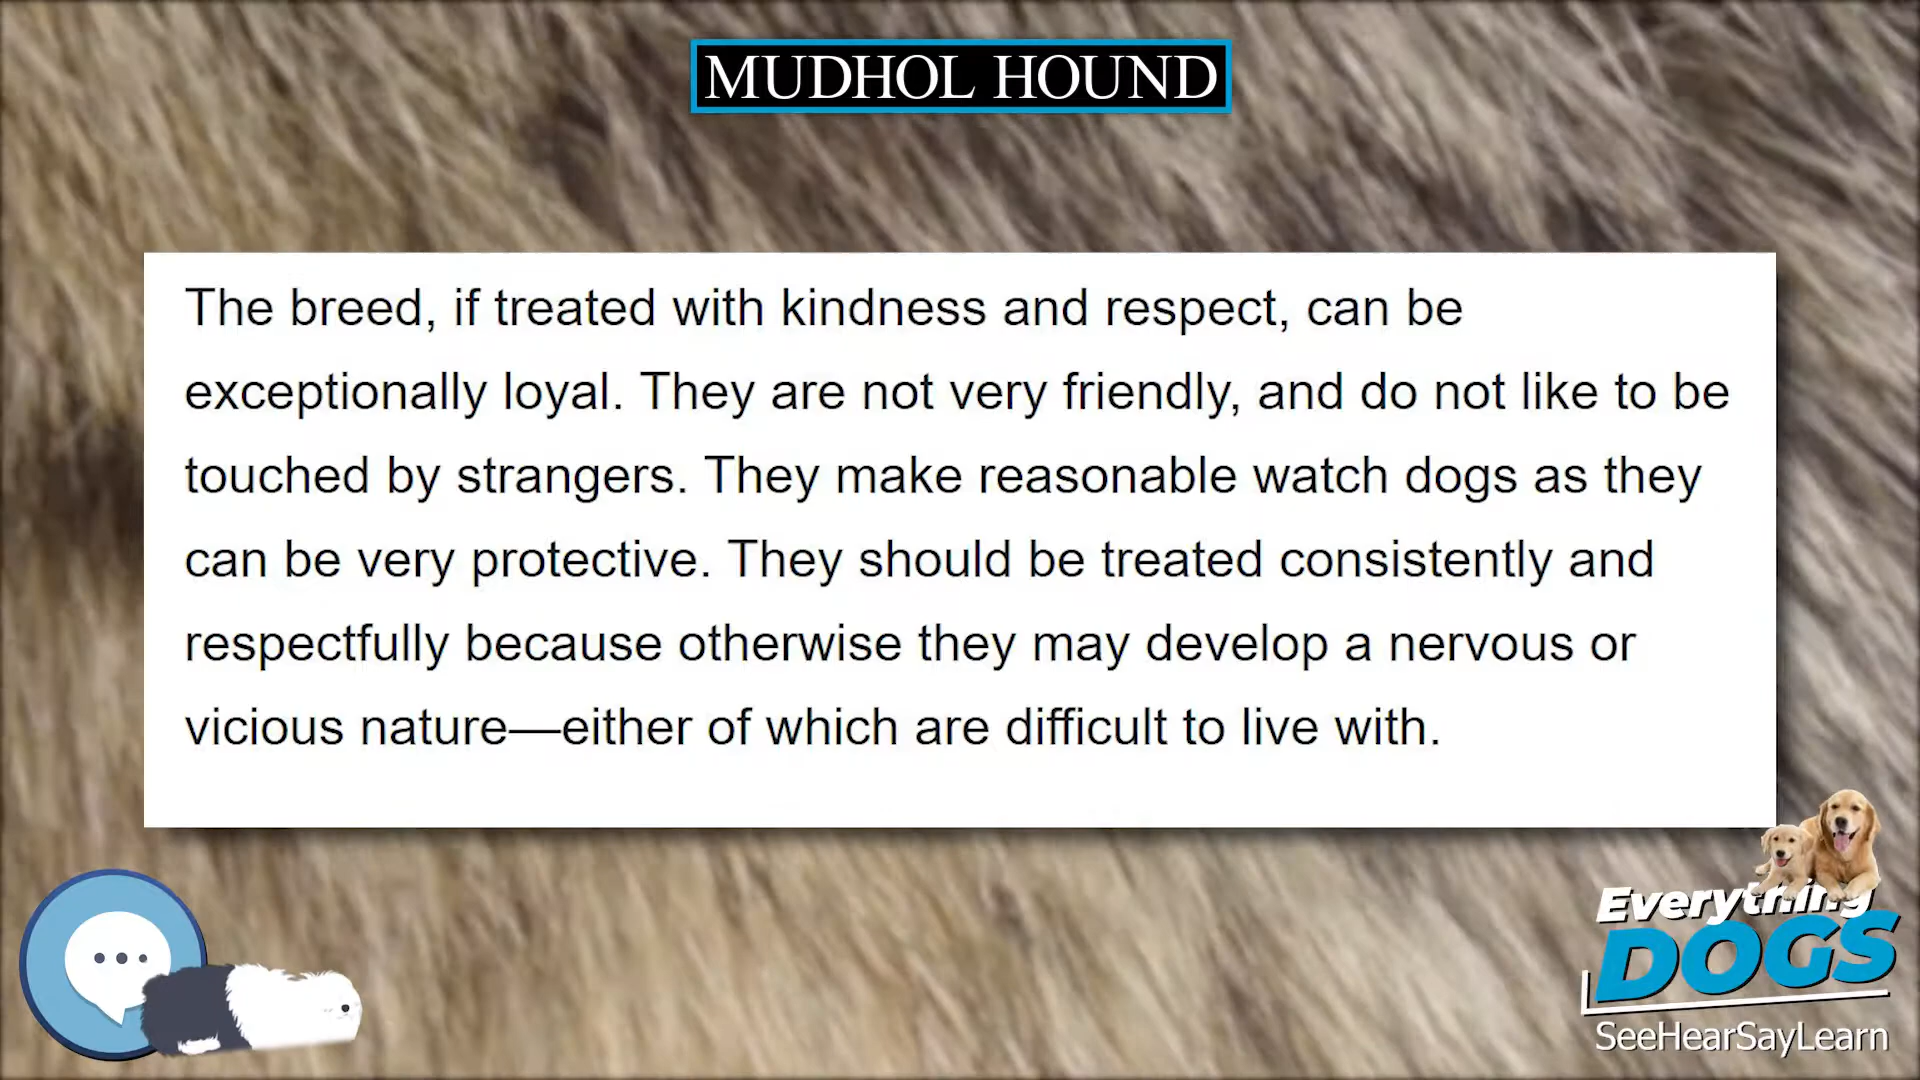 MUDHOL HOUND
The breed, if treated with kindness and respect, can be
exceptionally loyal. They are not very friendly, and do not like to be
touched by strangers. They make reasonable watch dogs as they
can be very protective. They should be treated consistently and
respectfully because otherwise they may develop a nervous or
vicious nature—either of which are difficult to live with.
Everything
DOGS
SeeHearSayLearn